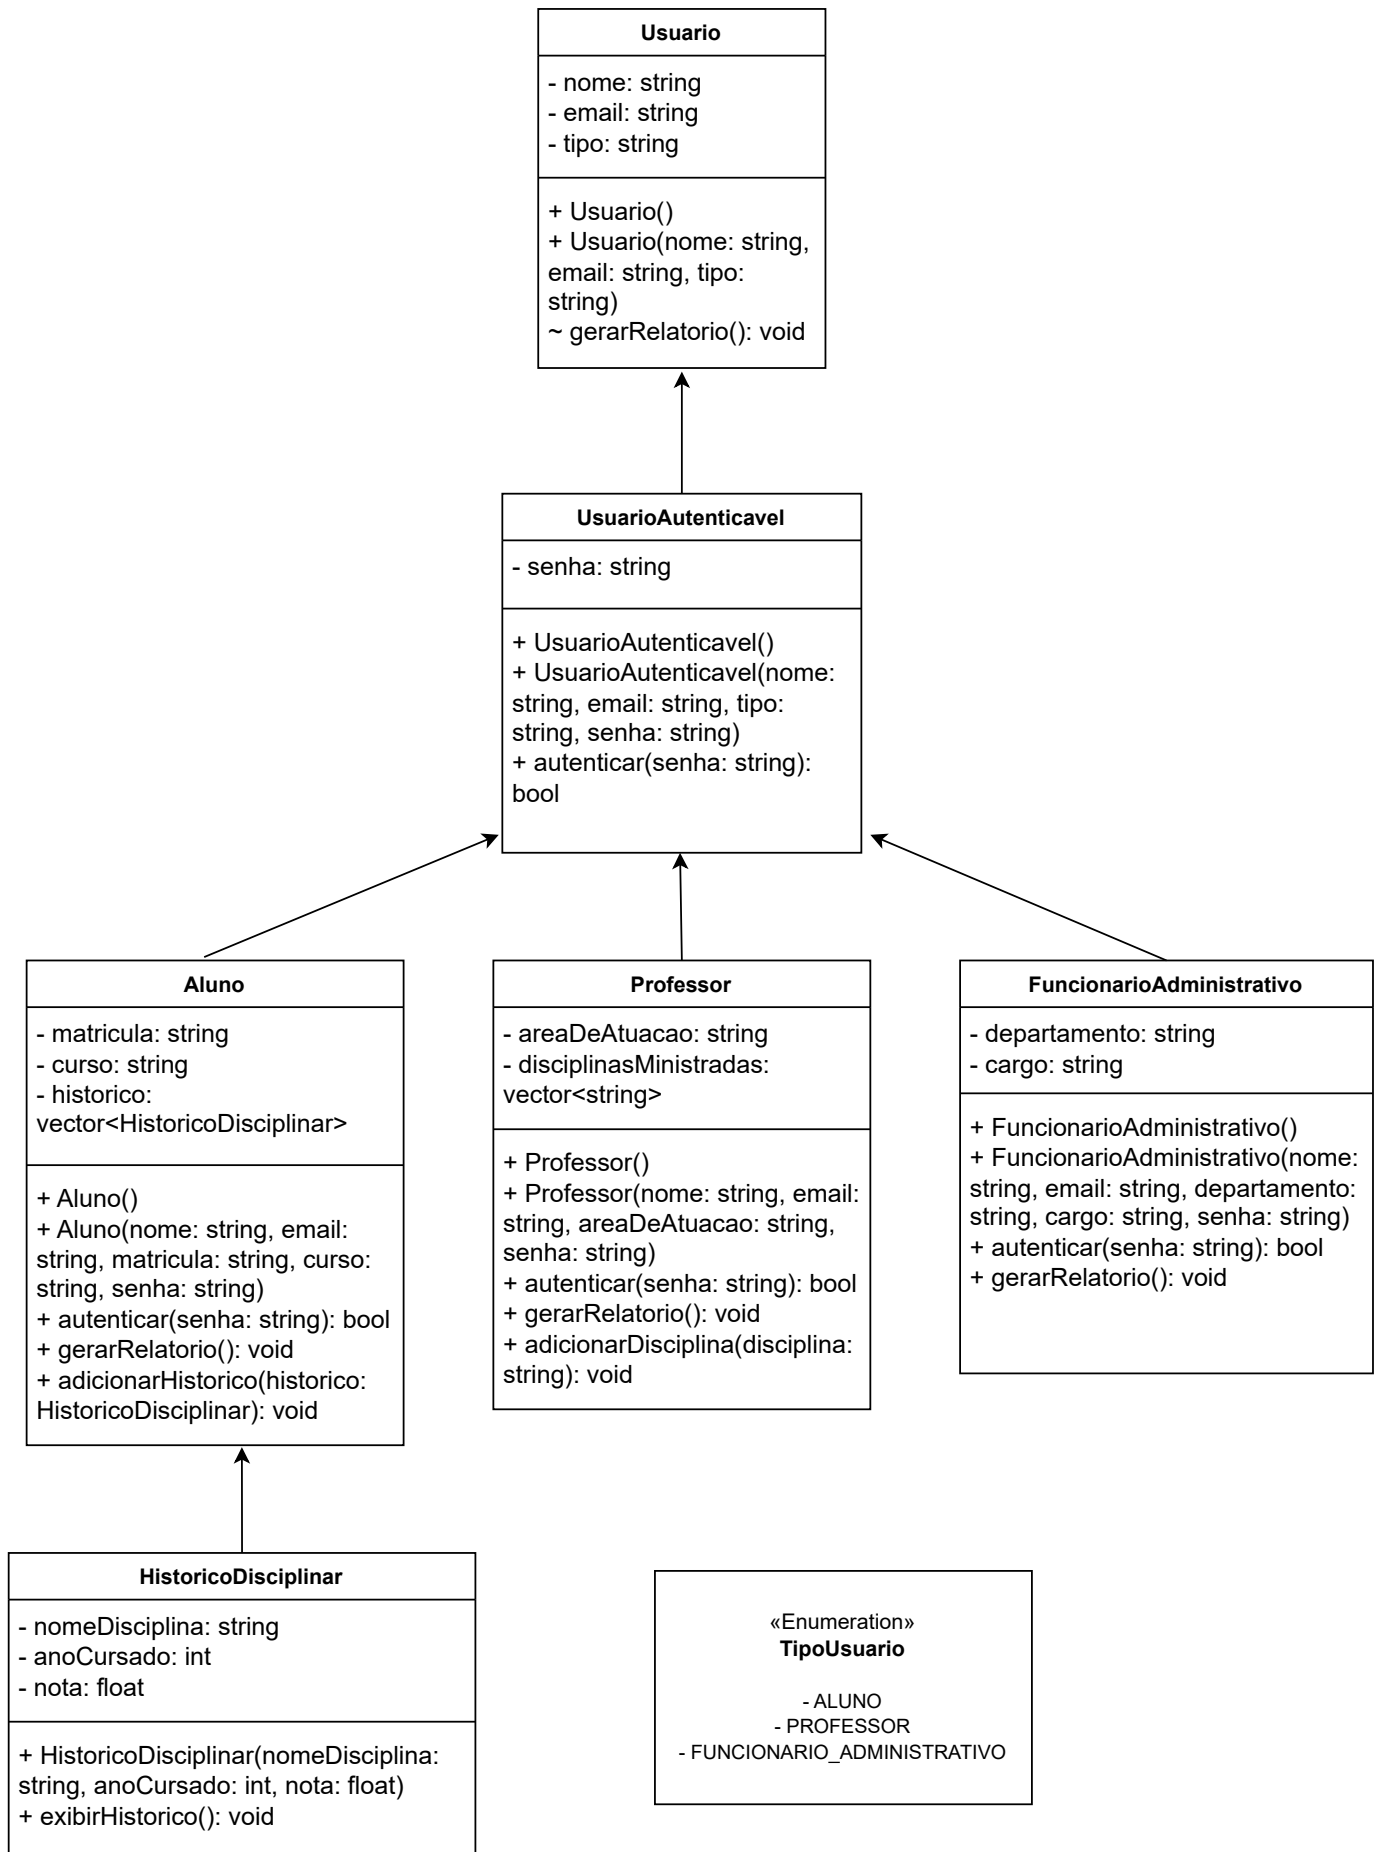 Usuario
- nome: string
- email: string
- tipo: string
+ Usuario()
+ Usuario(nome: string,
email: string, tipo:
string)
~ gerarRelatorio(): void
UsuarioAutenticavel
- senha: string
+ UsuarioAutenticavel()
+ UsuarioAutenticavel(nome:
string, email: string, tipo:
string, senha: string)
+ autenticar(senha: string):
bool
Aluno
- matricula: string
- curso: string
- historico:
vector<HistoricoDisciplinar>
+ Aluno()
+ Aluno(nome: string, email:
string, matricula: string, curso:
string, senha: string)
+ autenticar(senha: string): bool
+ gerarRelatorio(): void
+ adicionarHistorico(historico:
HistoricoDisciplinar): void
Professor
- areaDeAtuacao: string
- disciplinasMinistradas:
vector<string>
+ Professor()
+ Professor(nome: string, email:
string, areaDeAtuacao: string,
senha: string)
+ autenticar(senha: string): bool
+ gerarRelatorio(): void
+ adicionarDisciplina(disciplina:
string): void
FuncionarioAdministrativo
- departamento: string
- cargo: string
+ FuncionarioAdministrativo()
+ FuncionarioAdministrativo(nome:
string, email: string, departamento:
string, cargo: string, senha: string)
+ autenticar(senha: string): bool
+ gerarRelatorio(): void
HistoricoDisciplinar
- nomeDisciplina: string
- anoCursado: int
- nota: float
+ HistoricoDisciplinar(nomeDisciplina:
string, anoCursado: int, nota: float)
+ exibirHistorico(): void
«Enumeration»
TipoUsuario
- ALUNO
- PROFESSOR
- FUNCIONARIO_ADMINISTRATIVO